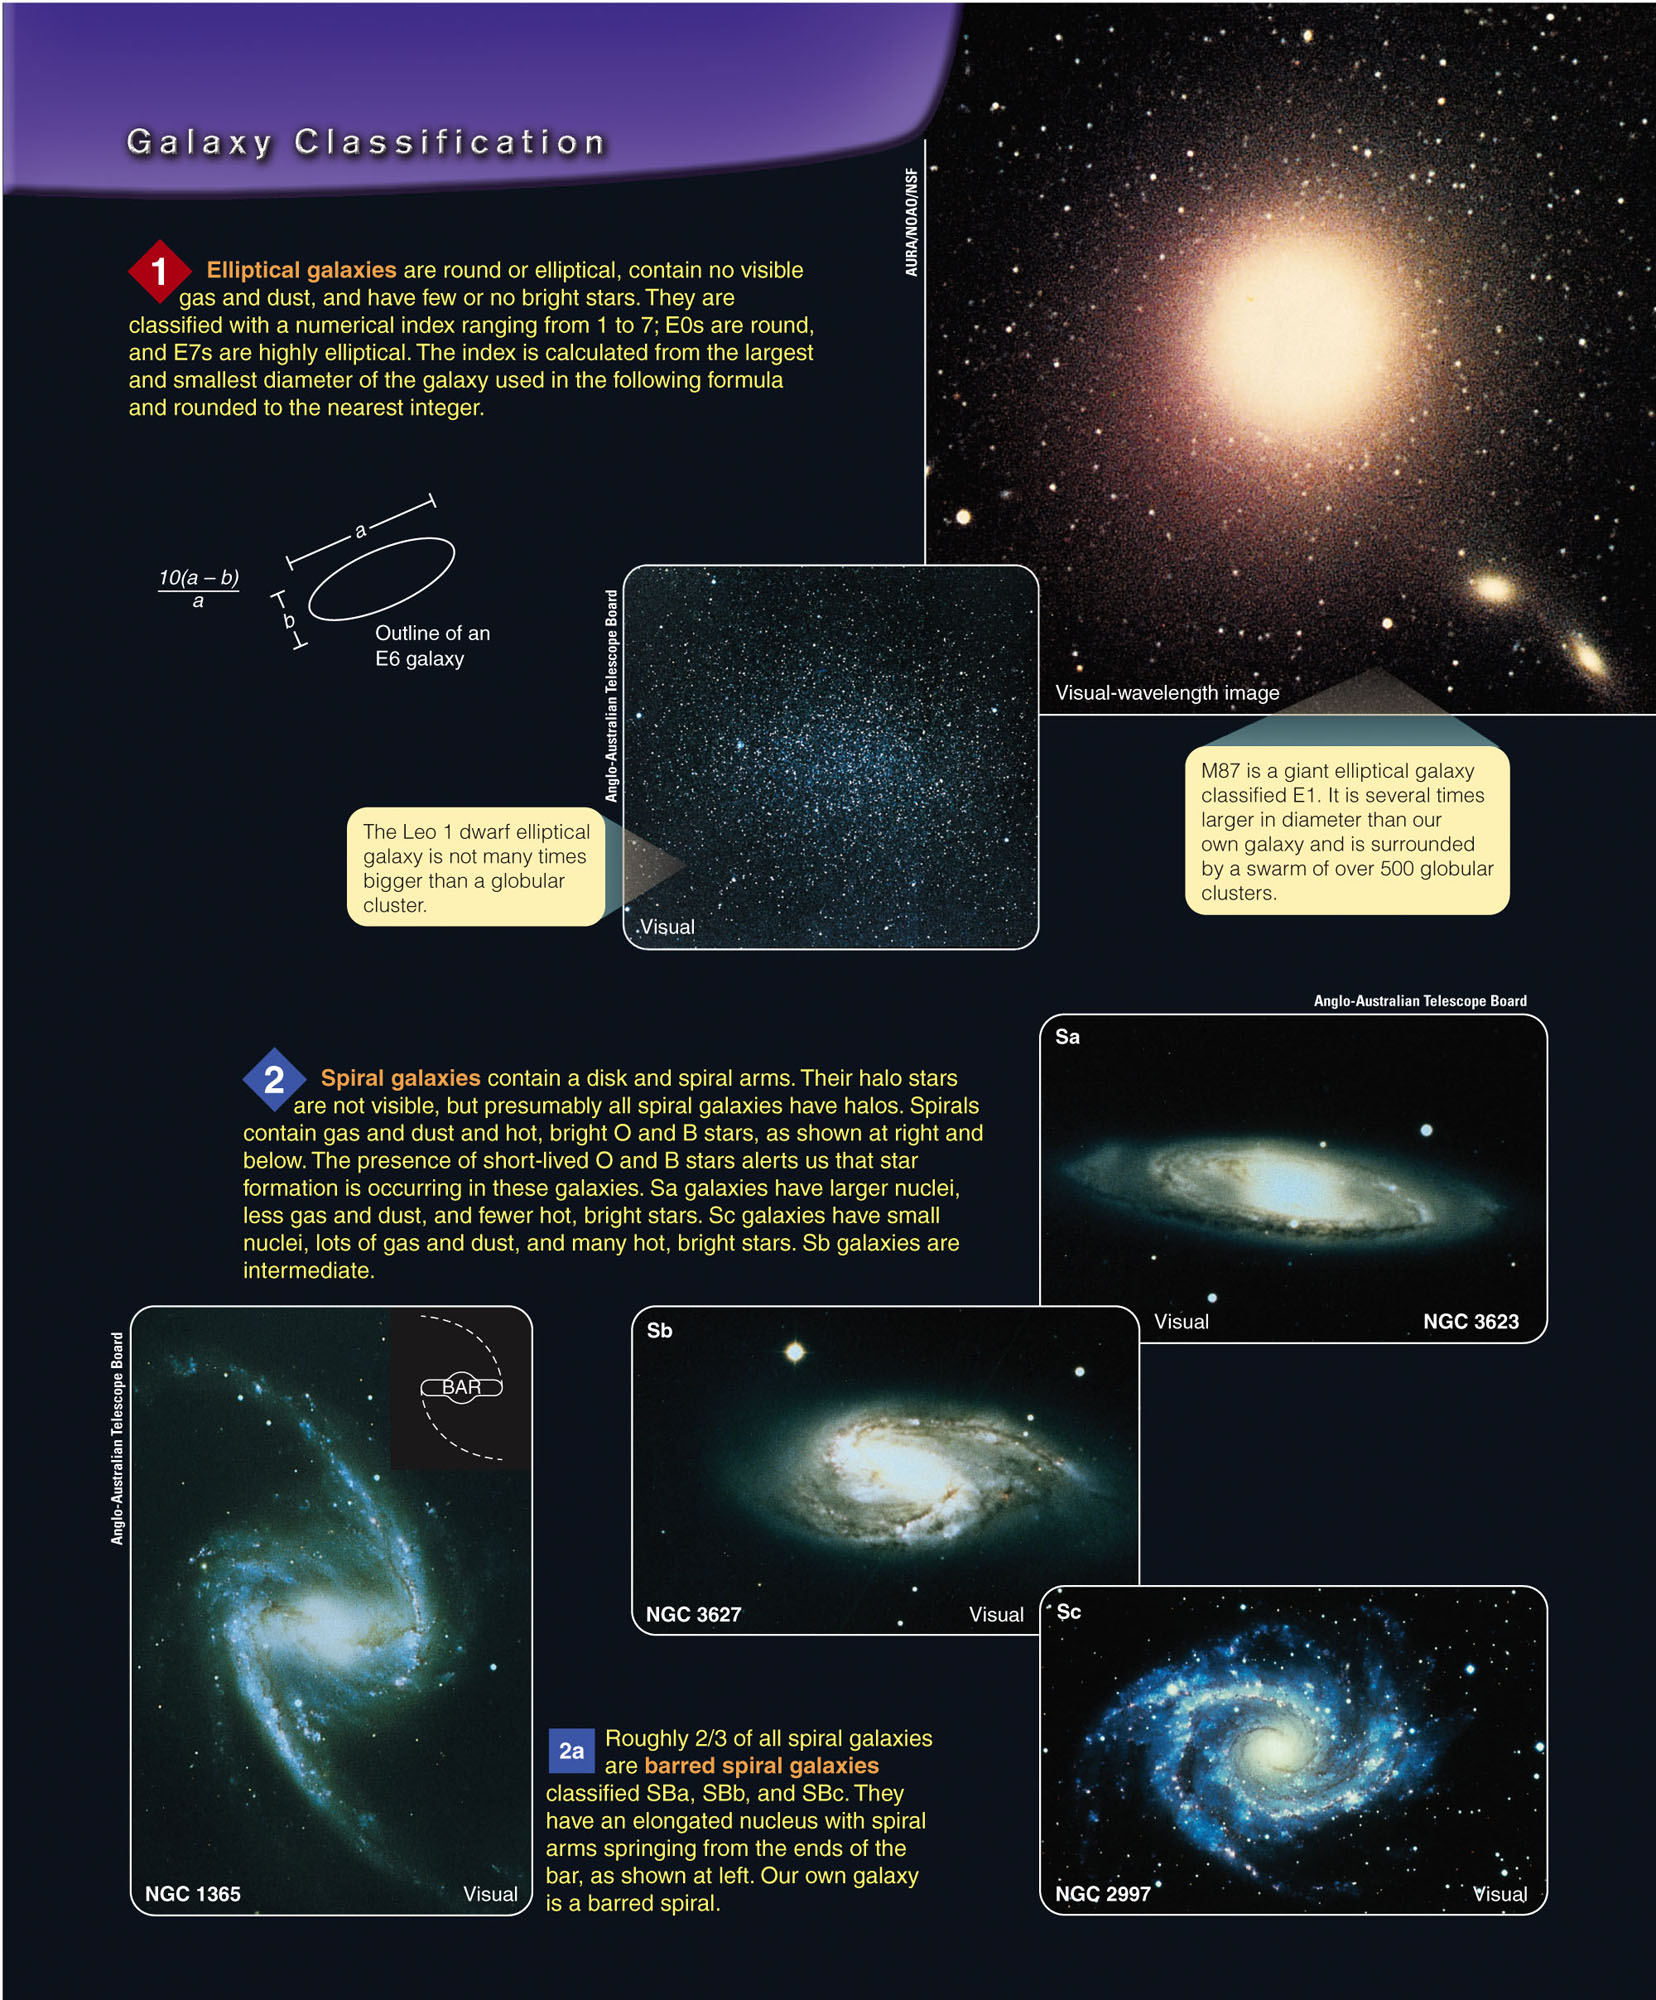 Galaxy Classification
AURA/NOAO/NSF
1 Elliptical galaxies are round or elliptical, contain no visible
gas and dust, and have few or no bright stars. They are
classified with a numerical index ranging from 1 to 7; E0s are round,
and E7s are highly elliptical. The index is calculated from the largest
and smallest diameter of the galaxy used in the following formula
and rounded to the nearest integer.
a
10(a – b)
a
b
Outline of an
E6 galaxy
Anglo-Australian Telescope Board
Visual-wavelength image
M87 is a giant elliptical galaxy
classified E1. It is several times
larger in diameter than our
own galaxy and is surrounded
by a swarm of over 500 globular
clusters.
The Leo 1 dwarf elliptical
galaxy is not many times
bigger than a globular
cluster.
Visual
Anglo-Australian Telescope Board
Sa
Visual
NGC 3623
2 Spiral galaxies contain a disk and spiral arms. Their halo stars
are not visible, but presumably all spiral galaxies have halos. Spirals
contain gas and dust and hot, bright O and B stars, as shown at right and
below. The presence of short-lived O and B stars alerts us that star
formation is occurring in these galaxies. Sa galaxies have larger nuclei,
less gas and dust, and fewer hot, bright stars. Sc galaxies have small
nuclei, lots of gas and dust, and many hot, bright stars. Sb galaxies are
intermediate.
Anglo-Australian Telescope Board
BAR
NGC 1365
Visual
Sb
NGC 3627
Visual
Sc
NGC 2997
Visual
2a Roughly 2/3 of all spiral galaxies
are barred spiral galaxies
classified SBa, SBb, and SBc. They
have an elongated nucleus with spiral
arms springing from the ends of the
bar, as shown at left. Our own galaxy
is a barred spiral.